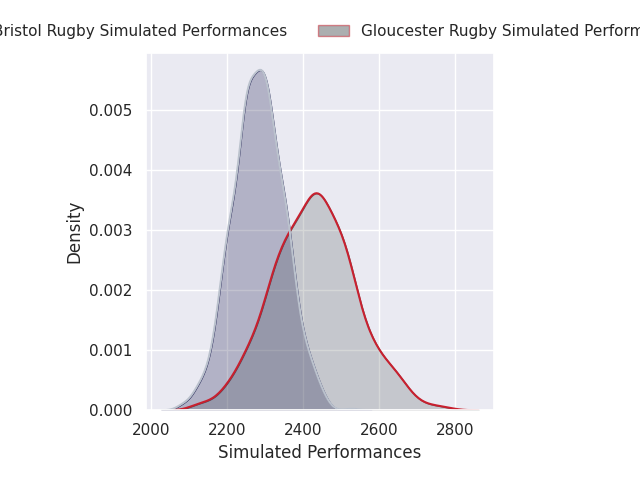 Bristol Rugby Simulated Performances
Gloucester Rugby Simulated Perform
Density
0.005
0.004
0.003
0.002
0.001
0.000
2000 2200 2400 2600 2800
Simulated Performances